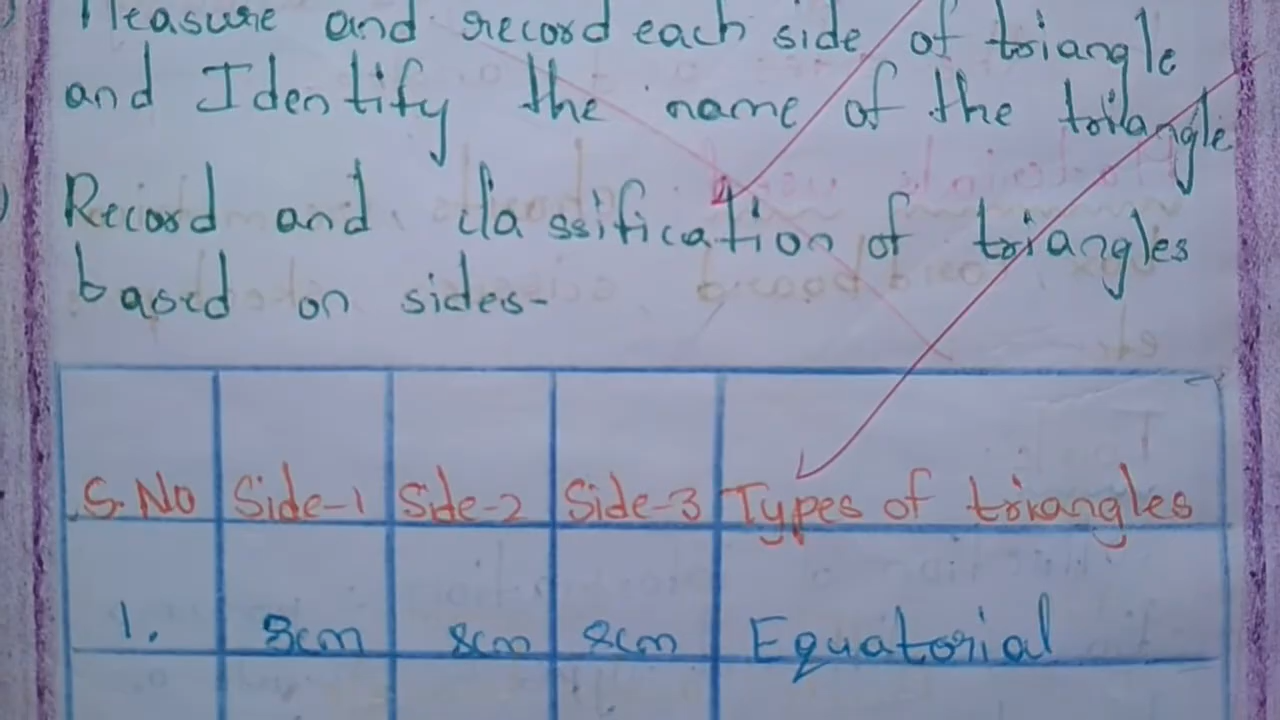 Measure and record each side of triangle
and Identify the name of the triangle
Record and classification of triangles
based on sides-
S.No Side-1 Side-2 Side-3 Types of triangles
1. 8cm 8cm 8cm Equatorial